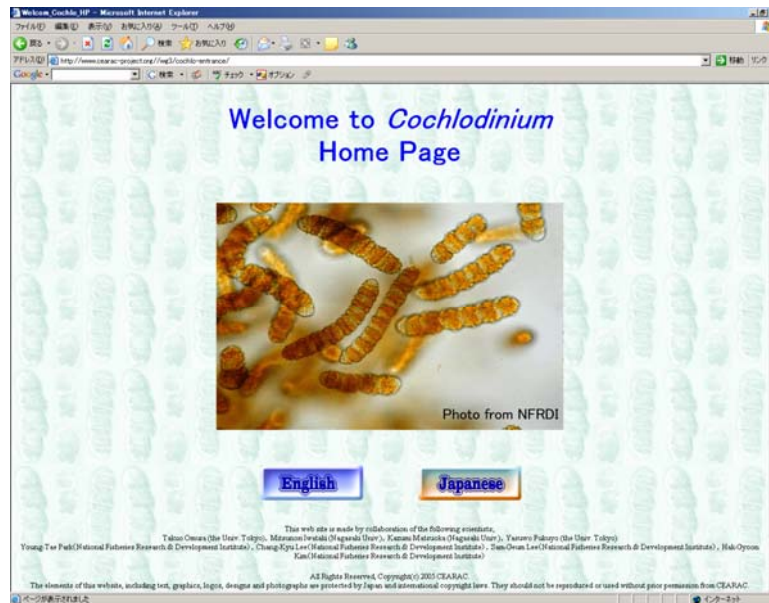 Welcom_Cochlo_HP - Microsoft Internet Explorer
ファイル(F) 編集(E) 表示(V) お気に入り(A) ツール(T) ヘルプ(H)
戻る 検索 お気に入り
アドレス(D) http://www.cearac-project.org/wg3/cochlo-entrance/ 移動 リンク
Google 検索 チェック オプション
Welcome to Cochlodinium
Home Page
Photo from NFRDI
English Japanese
This web site is made by collaboration of the following scientists,
Takuo Omura (the Univ. Tokyo), Mitsunori Iwataki (Nagasaki Univ.), Kazumi Matsuoka (Nagasaki Univ.), Yasuwo Fukuyo (the Univ. Tokyo)
Young-Tae Park(National Fisheries Research & Development Institute), Chang-Kyu Lee(National Fisheries Research & Development Institute), Sam-Geun Lee(National Fisheries Research & Development Institute), Hak-Gyoon
Kim(National Fisheries Research & Development Institute)
All Rights Reserved, Copyright(c) 2005 CEARAC.
The elements of this website, including text, graphics, logos, designs and photographs are protected by Japan and international copyright laws. They should not be reproduced or used without prior permission from CEARAC.
ページが表示されました インターネット